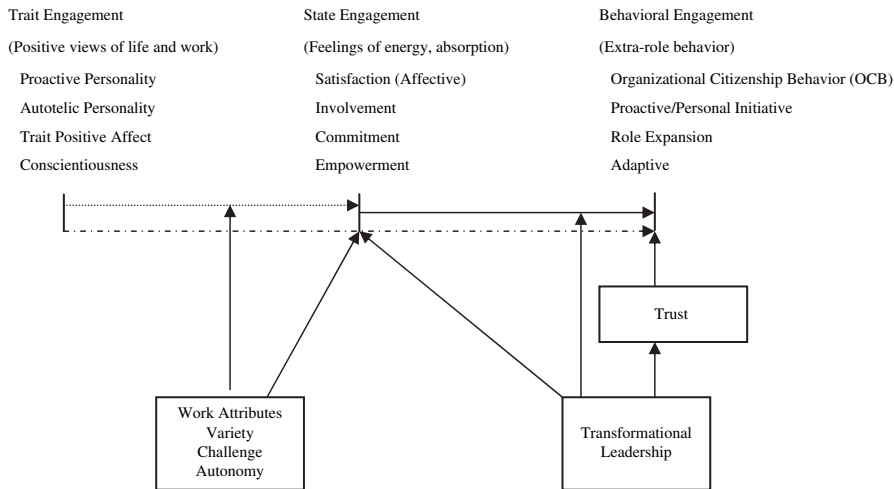 Trait Engagement
(Positive views of life and work)
Proactive Personality
Autotelic Personality
Trait Positive Affect
Conscientiousness
State Engagement
(Feelings of energy, absorption)
Satisfaction (Affective)
Involvement
Commitment
Empowerment
Behavioral Engagement
(Extra-role behavior)
Organizational Citizenship Behavior (OCB)
Proactive/Personal Initiative
Role Expansion
Adaptive
Trust
Work Attributes
Variety
Challenge
Autonomy
Transformational
Leadership